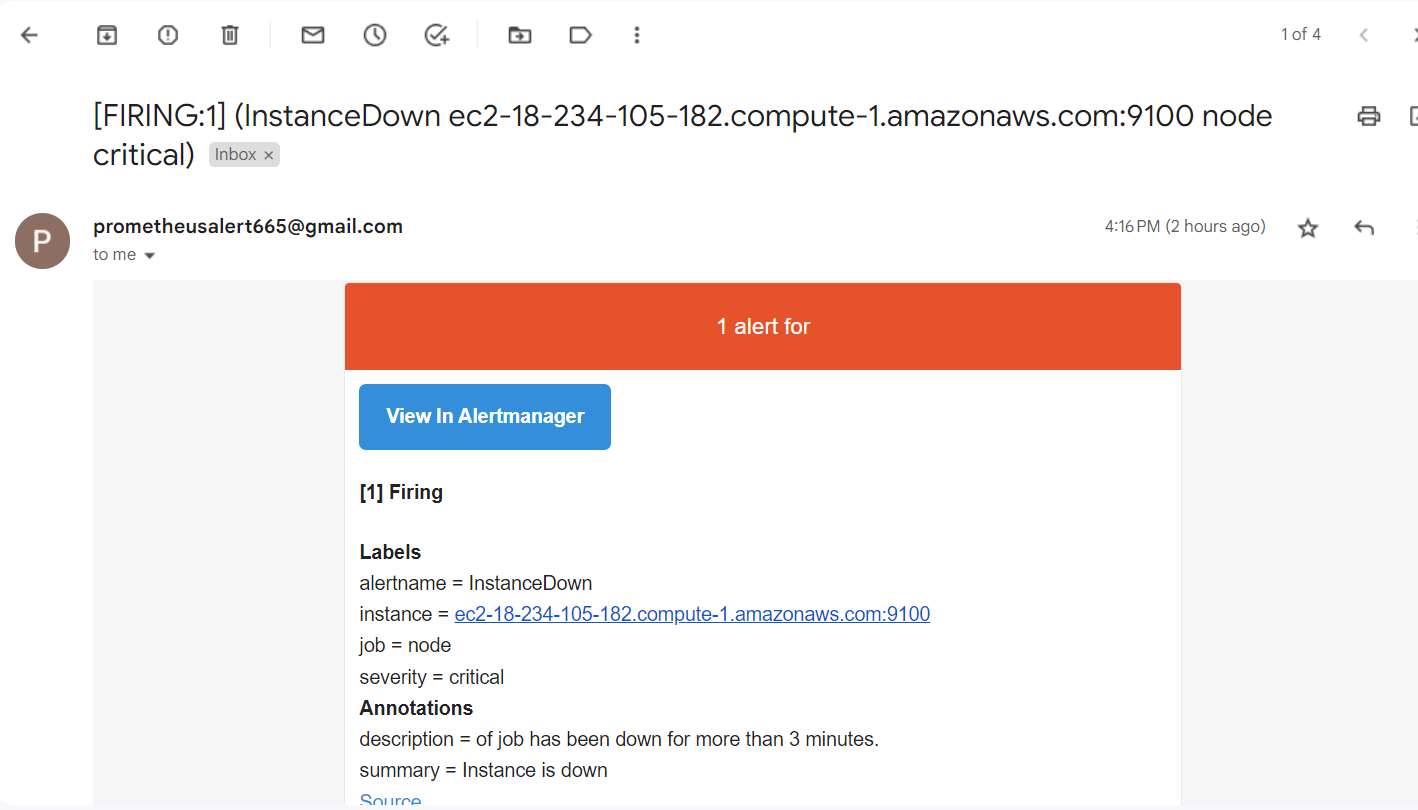 1 of 4
[FIRING:1] (InstanceDown ec2-18-234-105-182.compute-1.amazonaws.com:9100 node
critical) Inbox ×
prometheusalert665@gmail.com
4:16 PM (2 hours ago)
P
to me
1 alert for
View In Alertmanager
[1] Firing
Labels
alertname = InstanceDown
instance = ec2-18-234-105-182.compute-1.amazonaws.com:9100
job = node
severity = critical
Annotations
description = of job has been down for more than 3 minutes.
summary = Instance is down
Source